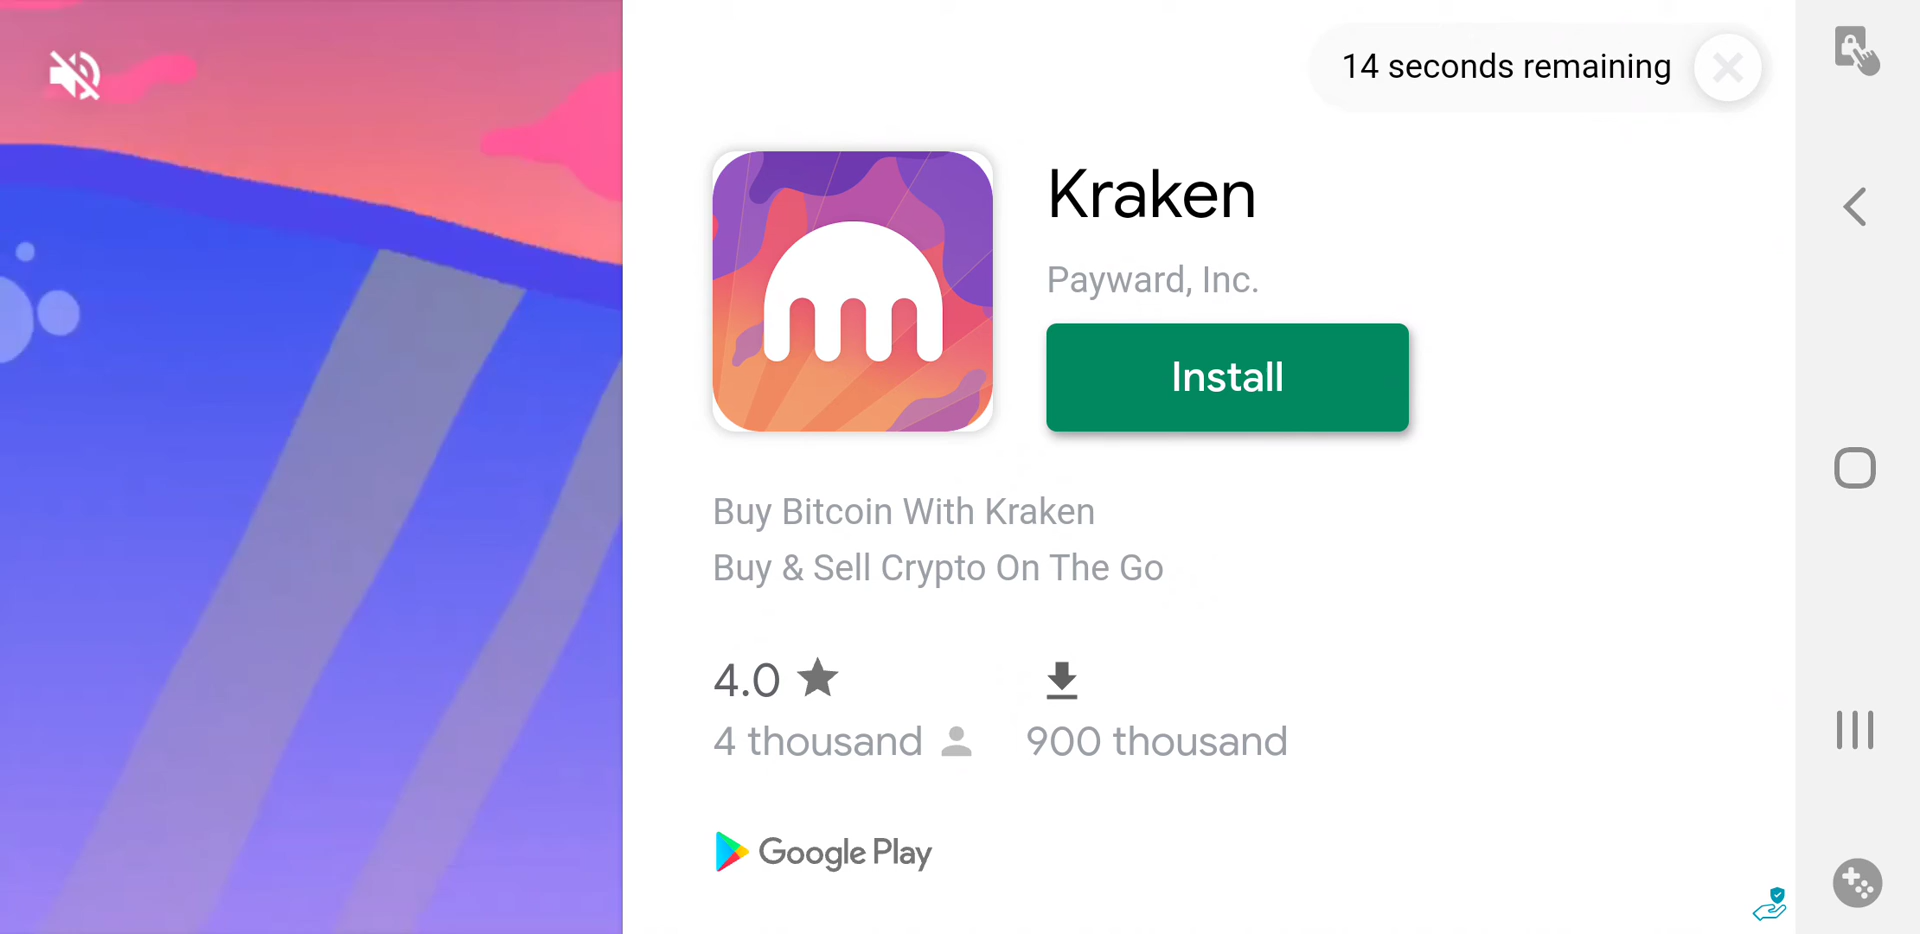 14 seconds remaining
Kraken
Payward, Inc.
Install
Buy Bitcoin With Kraken
Buy & Sell Crypto On The Go
4.0
4 thousand
900 thousand
Google Play